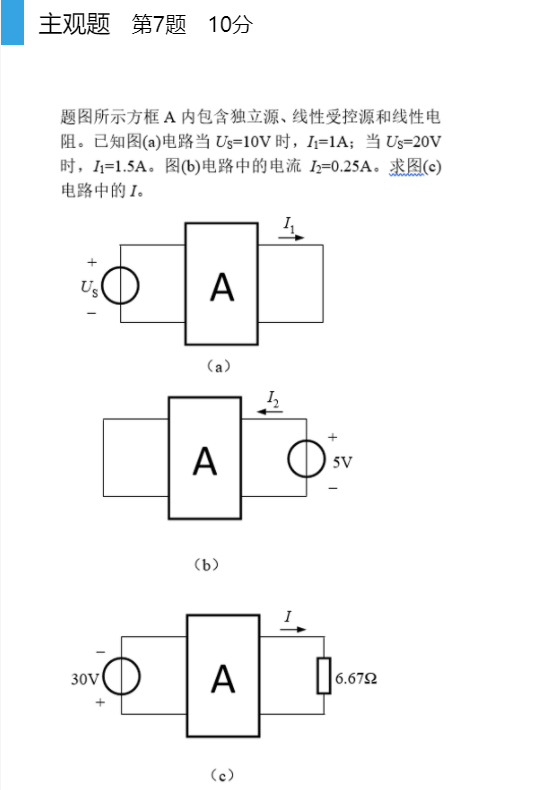 主观题 第7题 10分
题图所示方框 A 内包含独立源、线性受控源和线性电
阻。已知图(a)电路当 US=10V 时，I1=1A；当 US=20V
时，I1=1.5A。图(b)电路中的电流 I2=0.25A。求图(c)
电路中的 I。
I1
+
US
−
A
(a)
I2
A
+
5V
−
(b)
I
−
30V
+
A
6.67Ω
(c)